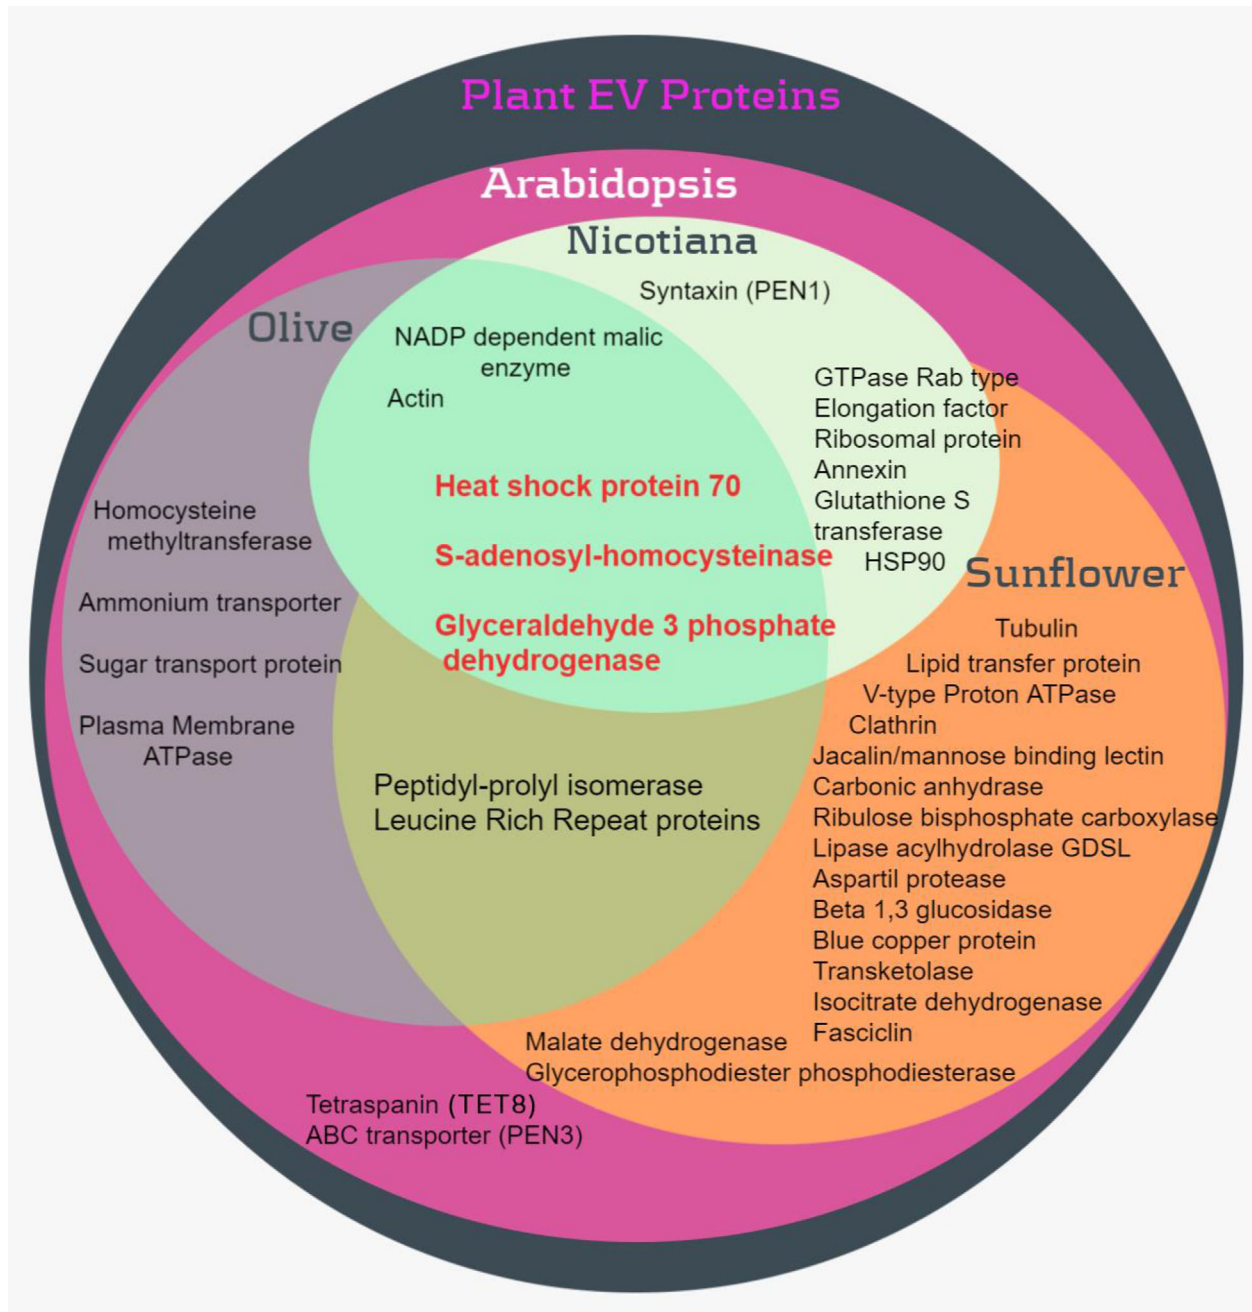 Plant EV Proteins
Arabidopsis
Nicotiana
Syntaxin (PEN1)
Olive
NADP dependent malic
enzyme
Actin
GTPase Rab type
Elongation factor
Ribosomal protein
Annexin
Glutathione S
transferase
HSP90
Heat shock protein 70
S-adenosyl-homocysteinase
Glyceraldehyde 3 phosphate
dehydrogenase
Homocysteine
methyltransferase
Ammonium transporter
Sugar transport protein
Plasma Membrane
ATPase
Sunflower
Tubulin
Lipid transfer protein
V-type Proton ATPase
Clathrin
Jacalin/mannose binding lectin
Carbonic anhydrase
Ribulose bisphosphate carboxylase
Lipase acylhydrolase GDSL
Aspartil protease
Beta 1,3 glucosidase
Blue copper protein
Transketolase
Isocitrate dehydrogenase
Fasciclin
Peptidyl-prolyl isomerase
Leucine Rich Repeat proteins
Malate dehydrogenase
Glycerophosphodiester phosphodiesterase
Tetraspanin (TET8)
ABC transporter (PEN3)